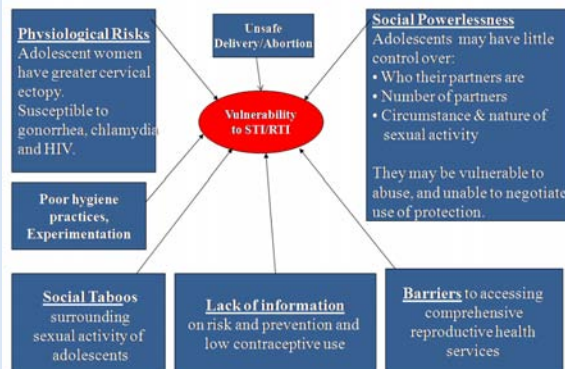 Physiological Risks
Adolescent women
have greater cervical
ectopy.
Susceptible to
gonorrhea, chlamydia
and HIV.
Unsafe
Delivery/Abortion
Social Powerlessness
Adolescents may have little
control over:
• Who their partners are
• Number of partners
• Circumstance & nature of
sexual activity
They may be vulnerable to
abuse, and unable to negotiate
use of protection.
Vulnerability
to STI/RTI
Poor hygiene
practices,
Experimentation
Social Taboos
surrounding
sexual activity of
adolescents
Lack of information
on risk and prevention and
low contraceptive use
Barriers to accessing
comprehensive
reproductive health
services